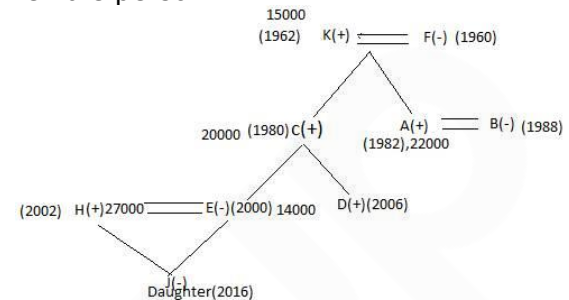 15000
(1962) K(+) F(-) (1960)
20000 (1980) C(+) A(+) B(-) (1988)
(1982),22000
(2002) H(+)27000 E(-)(2000) 14000 D(+)(2006)
J(-)
Daughter(2016)